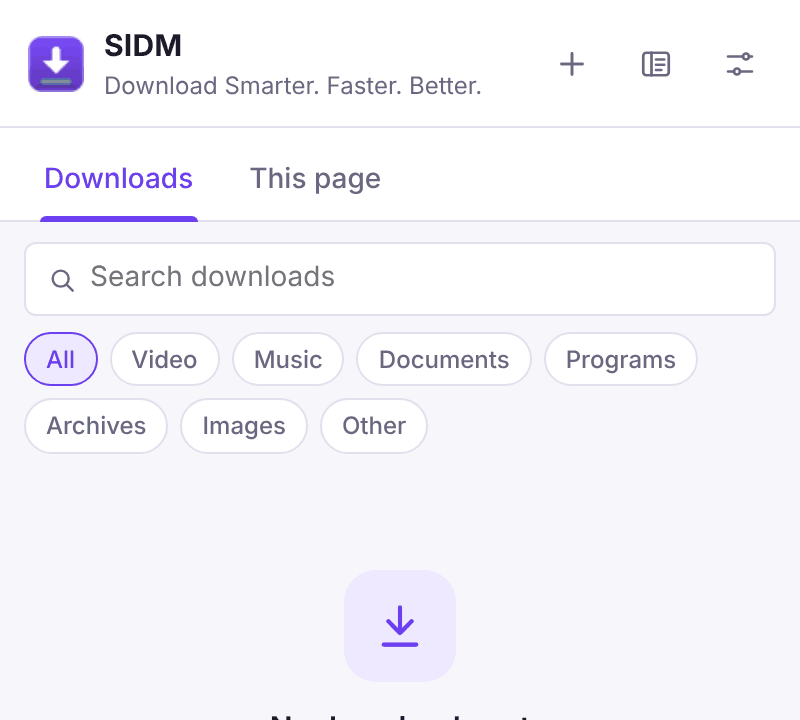 SIDM
Download Smarter. Faster. Better.
Downloads
This page
Search downloads
All
Video
Music
Documents
Programs
Archives
Images
Other